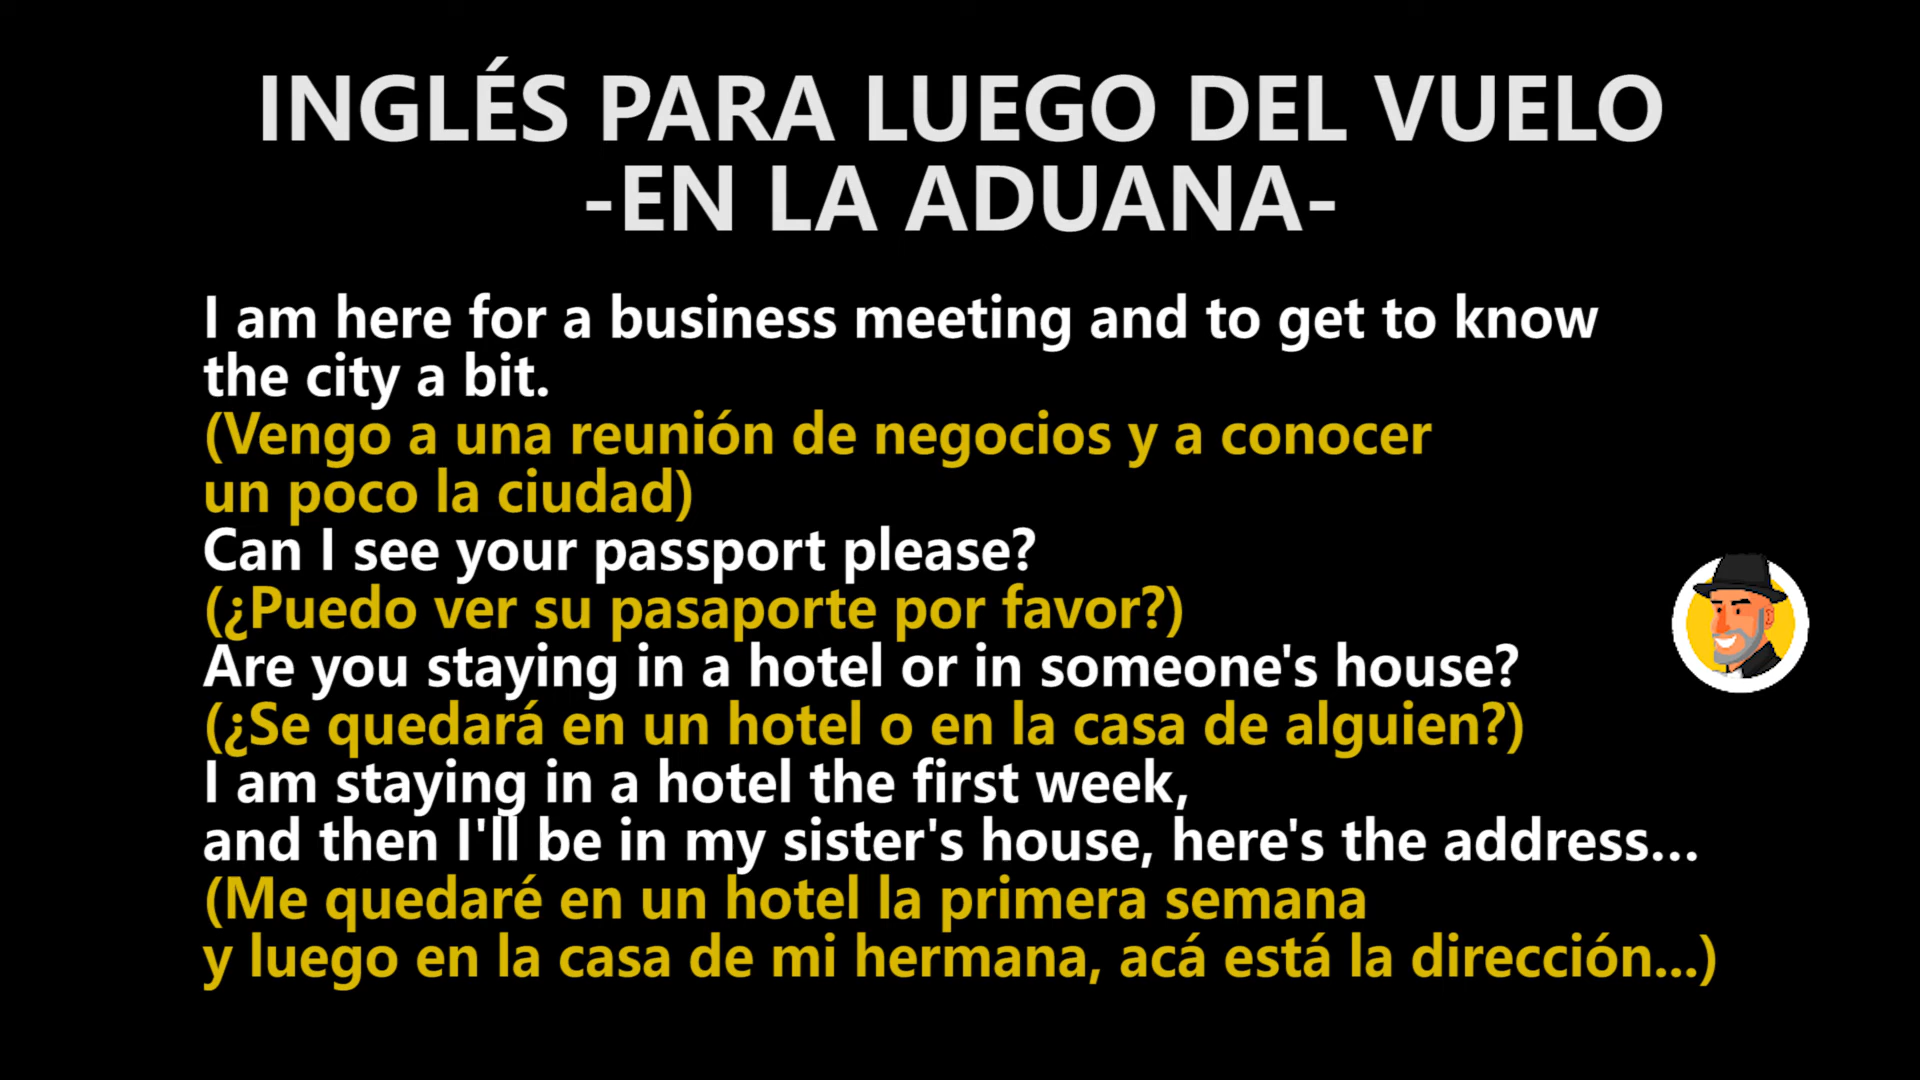 INGLÉS PARA LUEGO DEL VUELO
-EN LA ADUANA-
I am here for a business meeting and to get to know
the city a bit.
(Vengo a una reunión de negocios y a conocer
un poco la ciudad)
Can I see your passport please?
(¿Puedo ver su pasaporte por favor?)
Are you staying in a hotel or in someone's house?
(¿Se quedará en un hotel o en la casa de alguien?)
I am staying in a hotel the first week,
and then I'll be in my sister's house, here's the address...
(Me quedaré en un hotel la primera semana
y luego en la casa de mi hermana, acá está la dirección...)